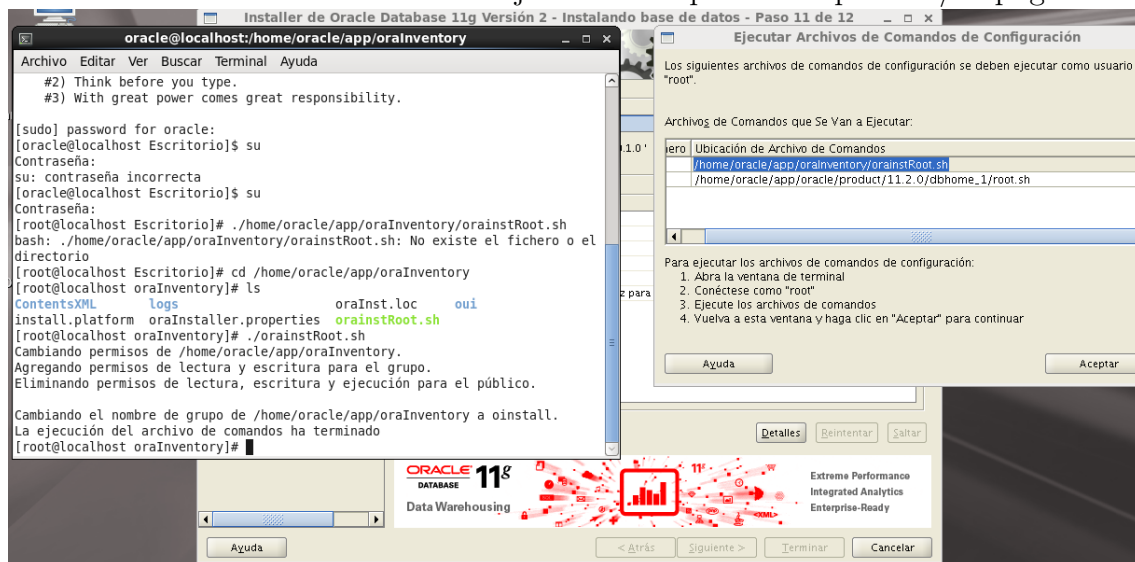 Installer de Oracle Database 11g Versión 2 - Instalando base de datos - Paso 11 de 12
oracle@localhost:/home/oracle/app/oraInventory
Archivo Editar Ver Buscar Terminal Ayuda
#2) Think before you type.
#3) With great power comes great responsibility.
[sudo] password for oracle:
[oracle@localhost Escritorio]$ su
Contraseña:
su: contraseña incorrecta
[oracle@localhost Escritorio]$ su
Contraseña:
[root@localhost Escritorio]# ./home/oracle/app/oraInventory/orainstRoot.sh
bash: ./home/oracle/app/oraInventory/orainstRoot.sh: No existe el fichero o el
directorio
[root@localhost Escritorio]# cd /home/oracle/app/oraInventory
[root@localhost oraInventory]# ls
ContentsXML logs oraInst.loc oui
install.platform oraInstaller.properties orainstRoot.sh
[root@localhost oraInventory]# ./orainstRoot.sh
Cambiando permisos de /home/oracle/app/oraInventory.
Agregando permisos de lectura y escritura para el grupo.
Eliminando permisos de lectura, escritura y ejecución para el público.
Cambiando el nombre de grupo de /home/oracle/app/oraInventory a oinstall.
La ejecución del archivo de comandos ha terminado
[root@localhost oraInventory]#
.1.0 '
z para
Ejecutar Archivos de Comandos de Configuración
Los siguientes archivos de comandos de configuración se deben ejecutar como usuario
"root".
Archivos de Comandos que Se Van a Ejecutar:
nero Ubicación de Archivo de Comandos
/home/oracle/app/oraInventory/orainstRoot.sh
/home/oracle/app/oracle/product/11.2.0/dbhome_1/root.sh
Para ejecutar los archivos de comandos de configuración:
1. Abra la ventana de terminal
2. Conéctese como "root"
3. Ejecute los archivos de comandos
4. Vuelva a esta ventana y haga clic en "Aceptar" para continuar
Ayuda Aceptar
Detalles Reintentar Saltar
ORACLE 11g
DATABASE
Data Warehousing
11g
<XML>
Extreme Performance
Integrated Analytics
Enterprise-Ready
Ayuda < Atrás Siguiente > Terminar Cancelar